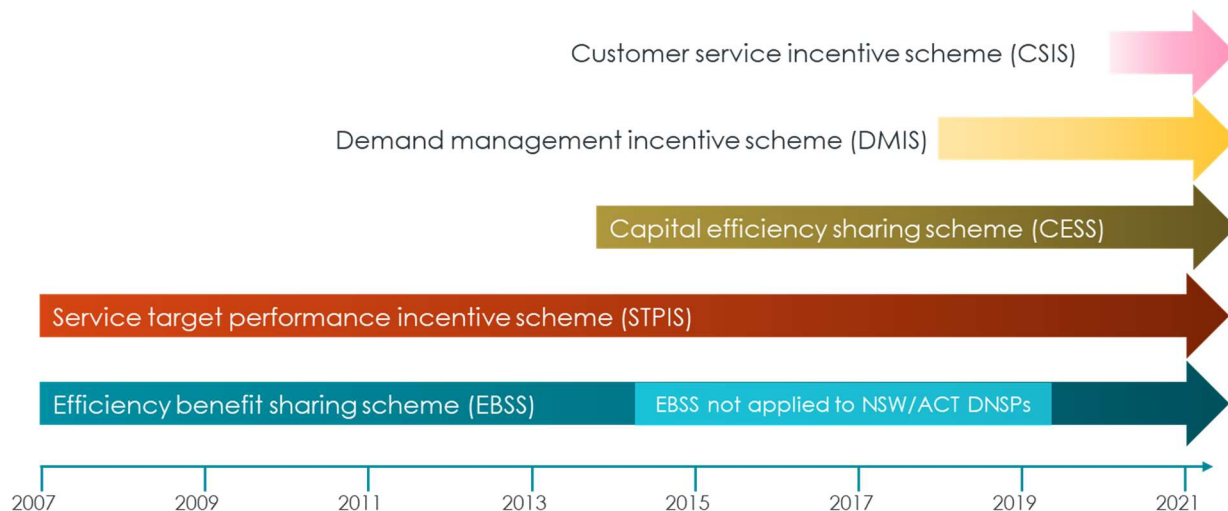 Customer service incentive scheme (CSIS)
Demand management incentive scheme (DMIS)
Capital efficiency sharing scheme (CESS)
Service target performance incentive scheme (STPIS)
Efficiency benefit sharing scheme (EBSS)
EBSS not applied to NSW/ACT DNSPs
2007 2009 2011 2013 2015 2017 2019 2021